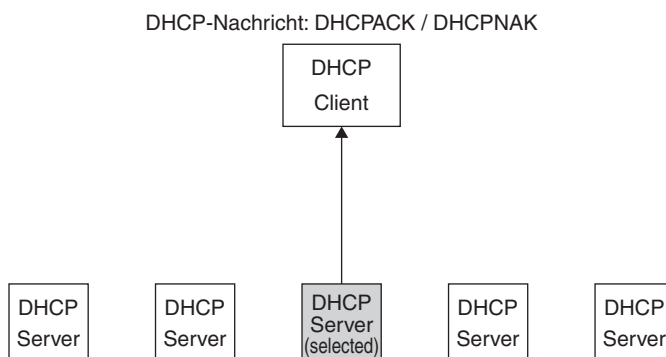 DHCP-Nachricht: DHCPACK / DHCPNAK
DHCP
Client
DHCP
Server
DHCP
Server
DHCP
Server
(selected)
DHCP
Server
DHCP
Server